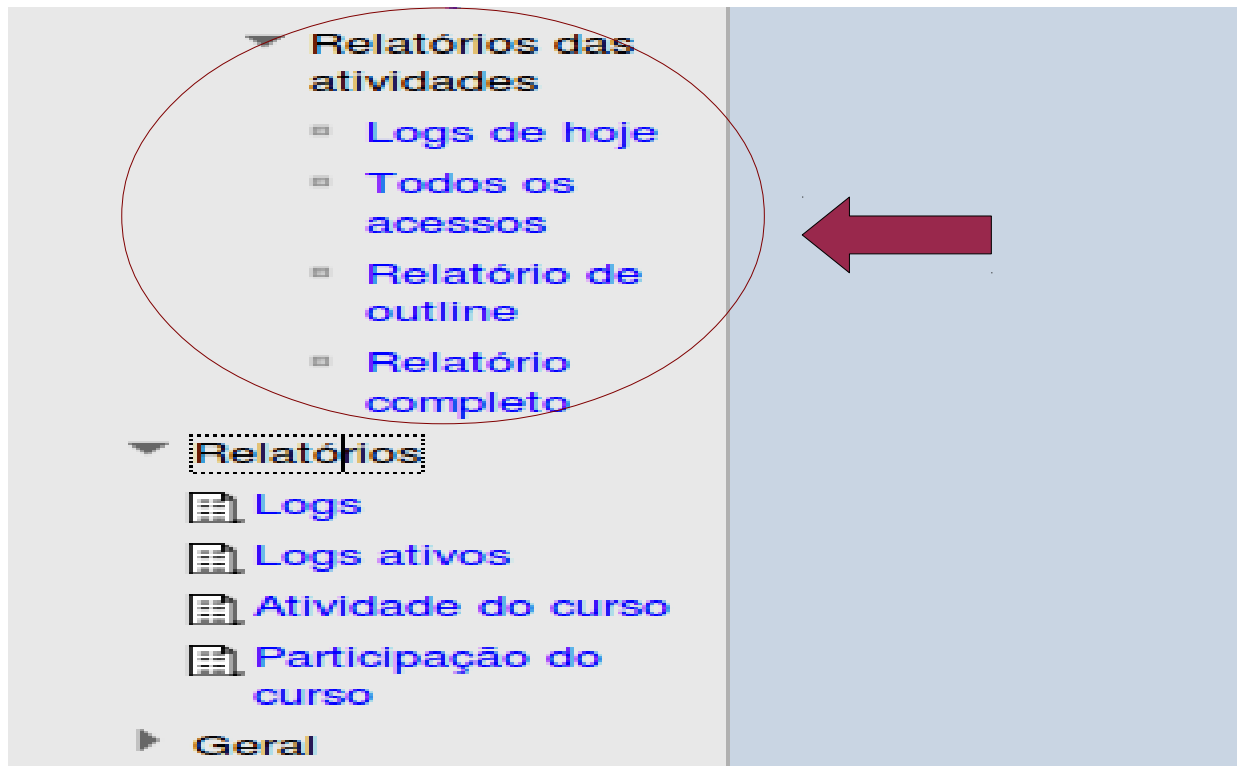 Relatórios das
atividades
Logs de hoje
Todos os
acessos
Relatório de
outline
Relatório
completo
Relatórios
Logs
Logs ativos
Atividade do curso
Participação do
curso
Geral